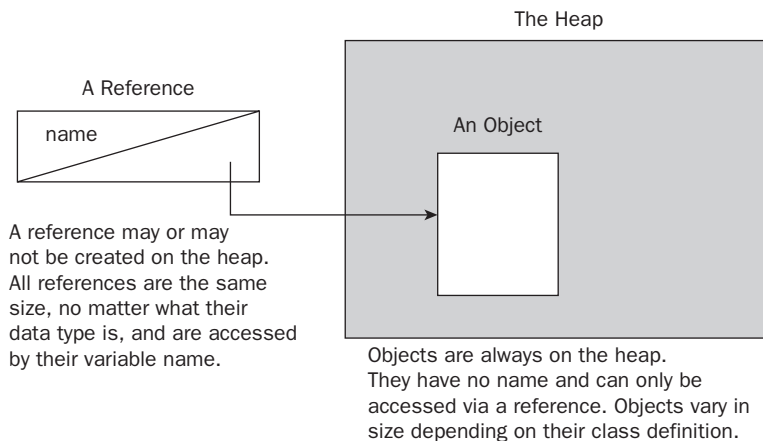 The Heap
A Reference
name
An Object
A reference may or may
not be created on the heap.
All references are the same
size, no matter what their
data type is, and are accessed
by their variable name.
Objects are always on the heap.
They have no name and can only be
accessed via a reference. Objects vary in
size depending on their class definition.